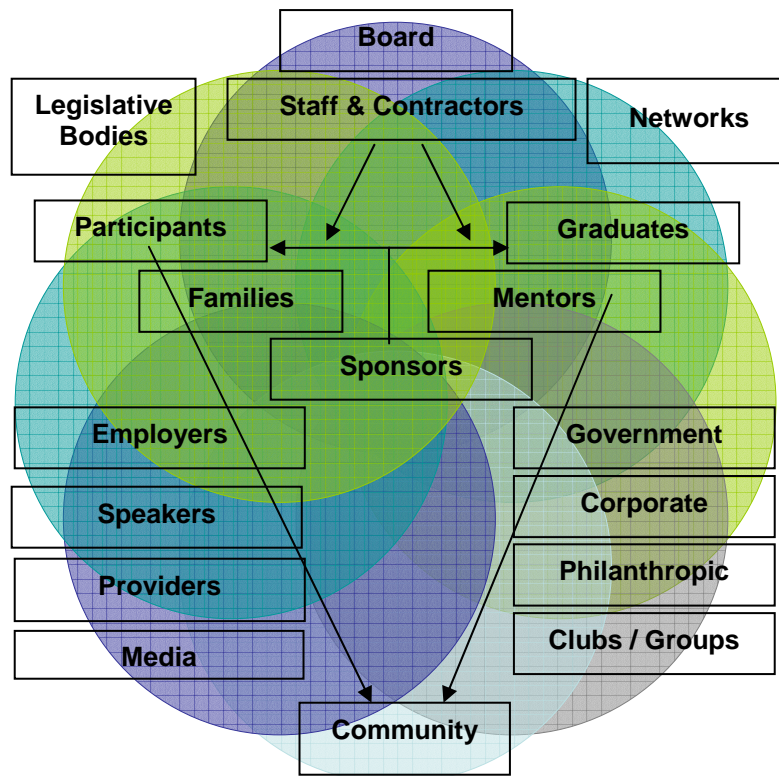 Board
Staff & Contractors
Legislative
Bodies
Networks
Participants
Graduates
Families
Mentors
Sponsors
Employers
Government
Speakers
Corporate
Providers
Philanthropic
Media
Clubs / Groups
Community